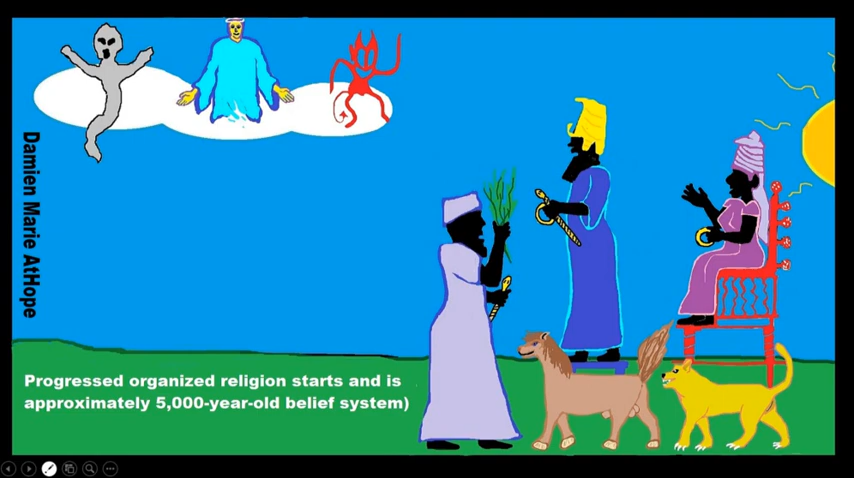 Damien Marie AtHope
Progressed organized religion starts and is
approximately 5,000-year-old belief system)